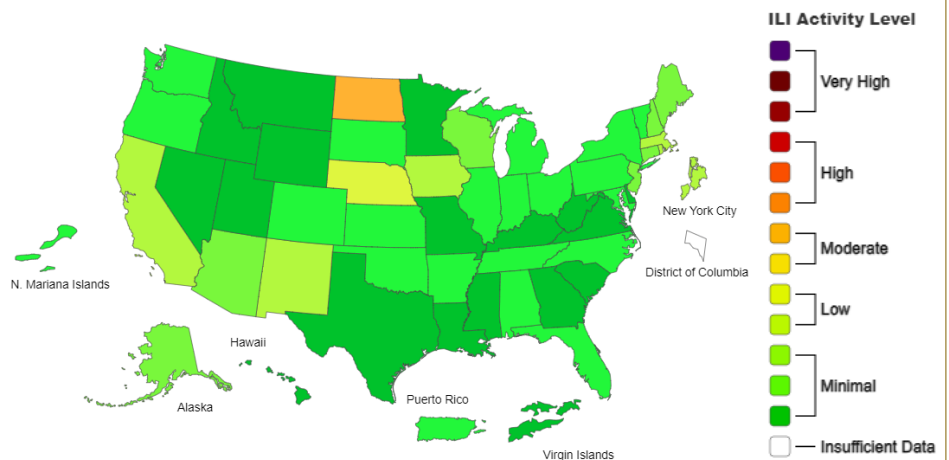 ILI Activity Level
Very High
High
Moderate
Low
Minimal
Insufficient Data
New York City
District of Columbia
N. Mariana Islands
Hawaii
Alaska
Puerto Rico
Virgin Islands